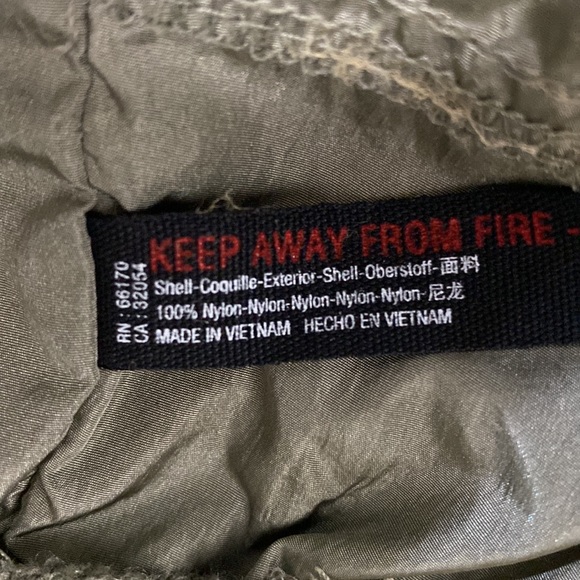 RN : 66170
CA : 32054
KEEP AWAY FROM FIRE -
Shell-Coquille-Exterior-Shell-Oberstoff-面料
100% Nylon-Nylon-Nylon-Nylon-Nylon-尼龙
MADE IN VIETNAM HECHO EN VIETNAM